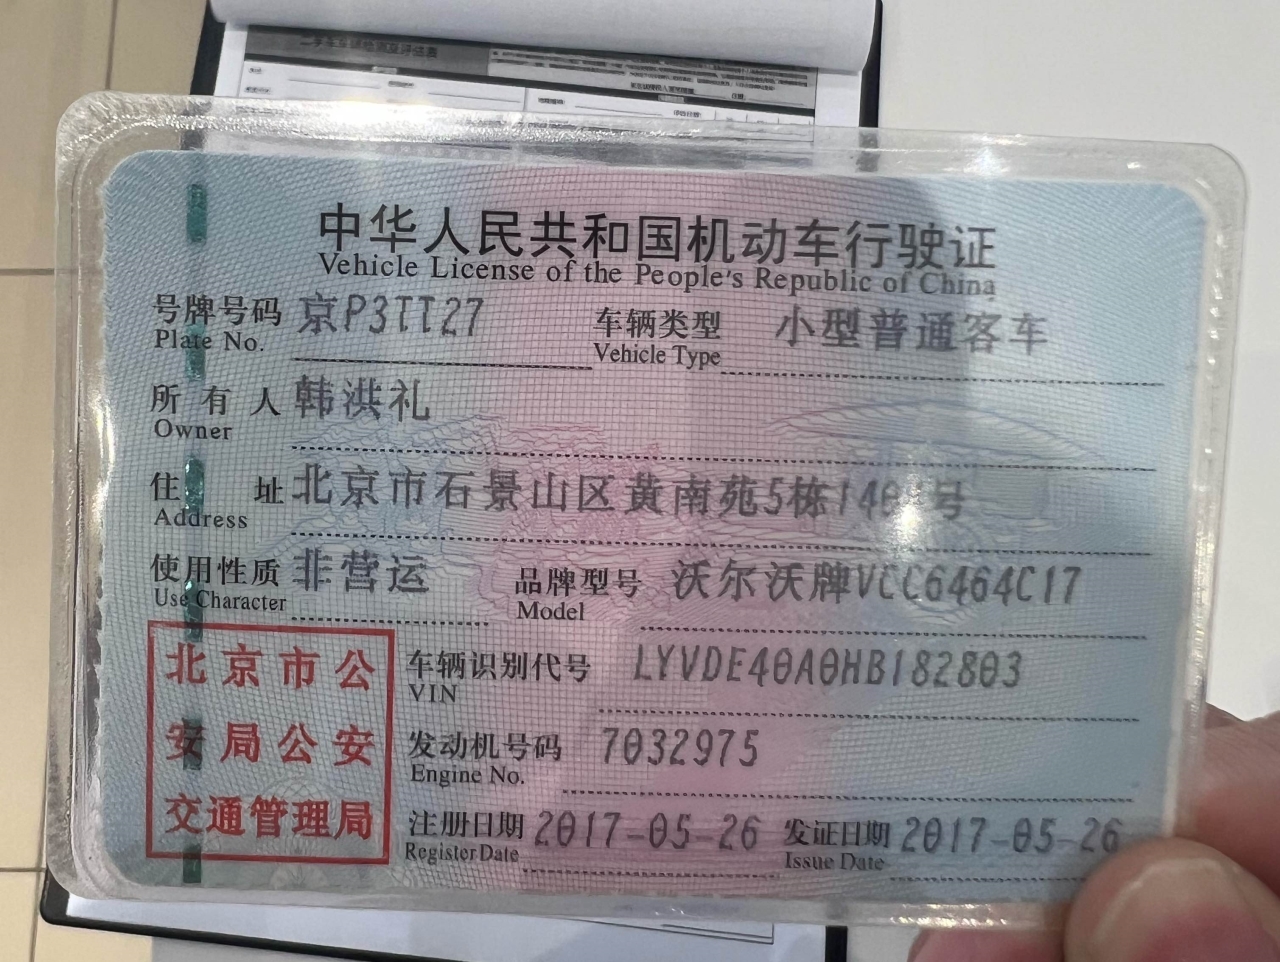 中华人民共和国机动车行驶证
Vehicle License of the People's Republic of China
号牌号码 京P3TT27 车辆类型 小型普通客车
Plate No. Vehicle Type
所有人 韩洪礼
Owner
住址 北京市石景山区黄南苑5栋 号
Address
使用性质 非营运 品牌型号 沃尔沃牌VCC6464C17
Use Character Model
北京市公
安局公安
交通管理局
车辆识别代号 LYVDE40A0HB182803
VIN
发动机号码 7032975
Engine No.
注册日期 2017-05-26 发证日期 2017-05-26
Register Date Issue Date